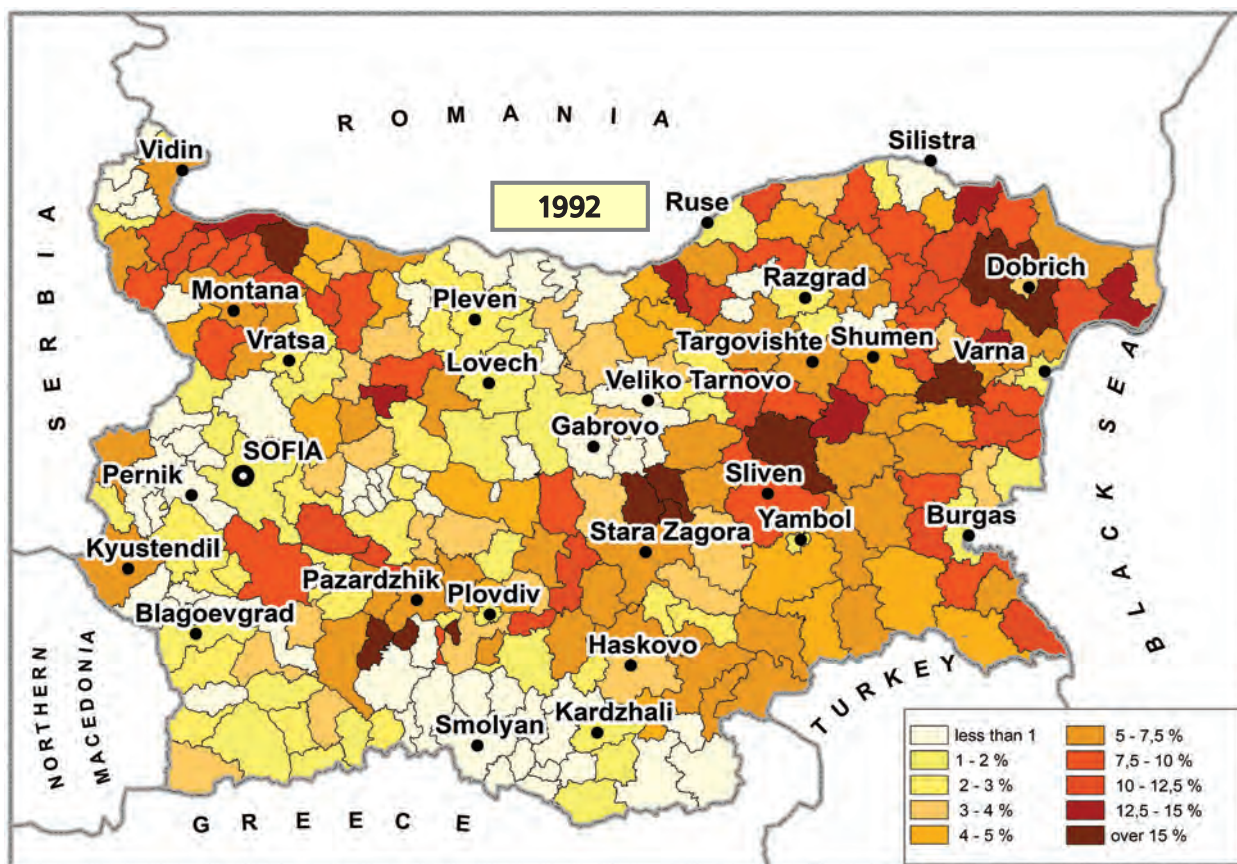 ROMANIA
Silistra
Vidin
1992
Ruse
SERBIA
Dobrich
Razgrad
Montana
Pleven
Vratsa
Targovishte
Shumen
Varna
Lovech
Veliko Tarnovo
Gabrovo
SOFIA
Pernik
Sliven
BLACK SEA
Stara Zagora
Yambol
Burgas
Kyustendil
Pazardzhik
Plovdiv
Blagoevgrad
Haskovo
NORTHERN
MACEDONIA
Smolyan
Kardzhali
TURKEY
GREECE
less than 1
1 - 2 %
2 - 3 %
3 - 4 %
4 - 5 %
5 - 7,5 %
7,5 - 10 %
10 - 12,5 %
12,5 - 15 %
over 15 %